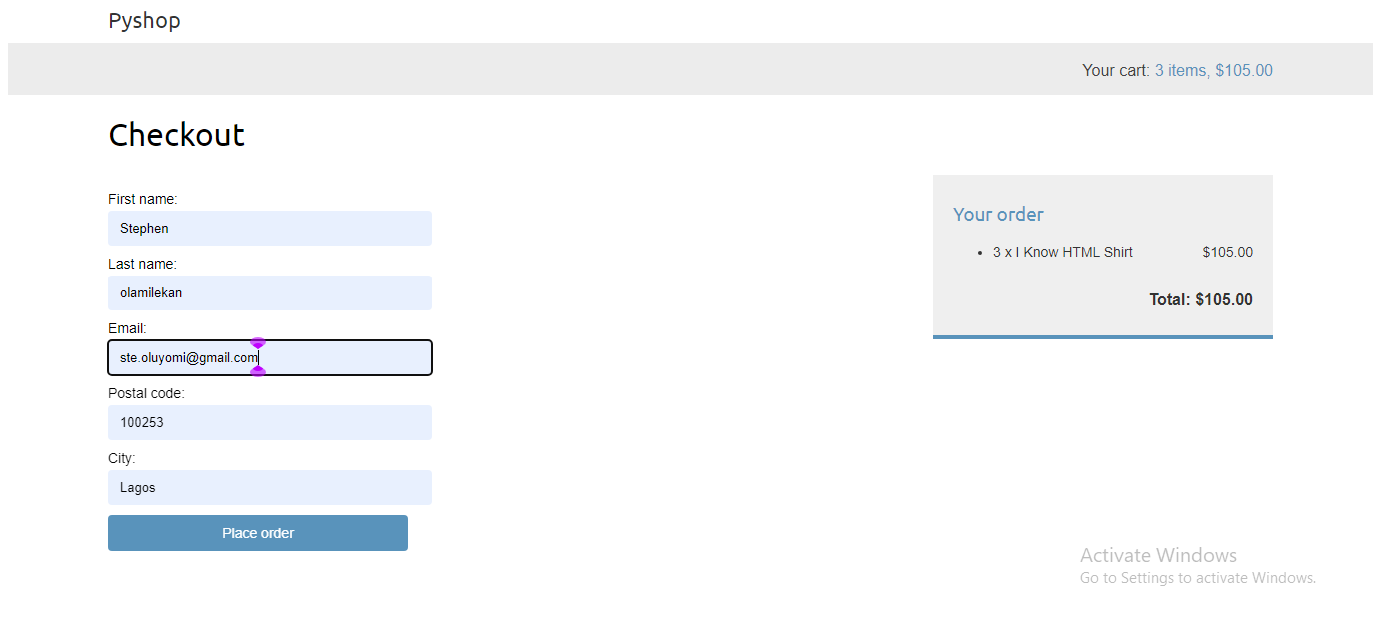 Pyshop
Your cart: 3 items, $105.00
Checkout
First name:
Stephen
Last name:
olamilekan
Email:
ste.oluyomi@gmail.com
Postal code:
100253
City:
Lagos
Place order
Your order
• 3 x I Know HTML Shirt $105.00
Total: $105.00
Activate Windows
Go to Settings to activate Windows.